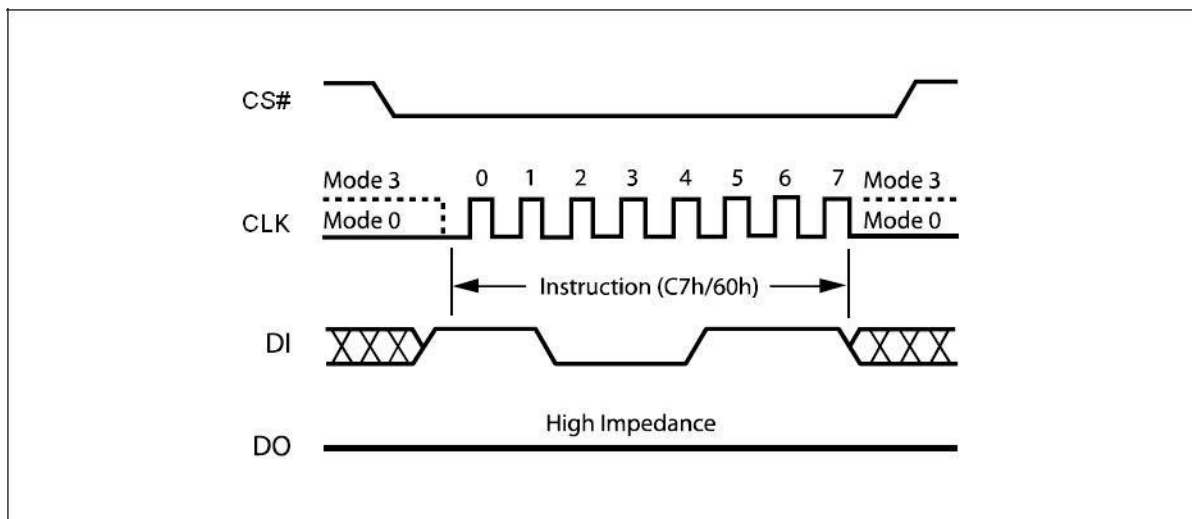 CS#
0 1 2 3 4 5 6 7
Mode 3 Mode 3
CLK Mode 0 Mode 0
Instruction (C7h/60h)
DI
High Impedance
DO